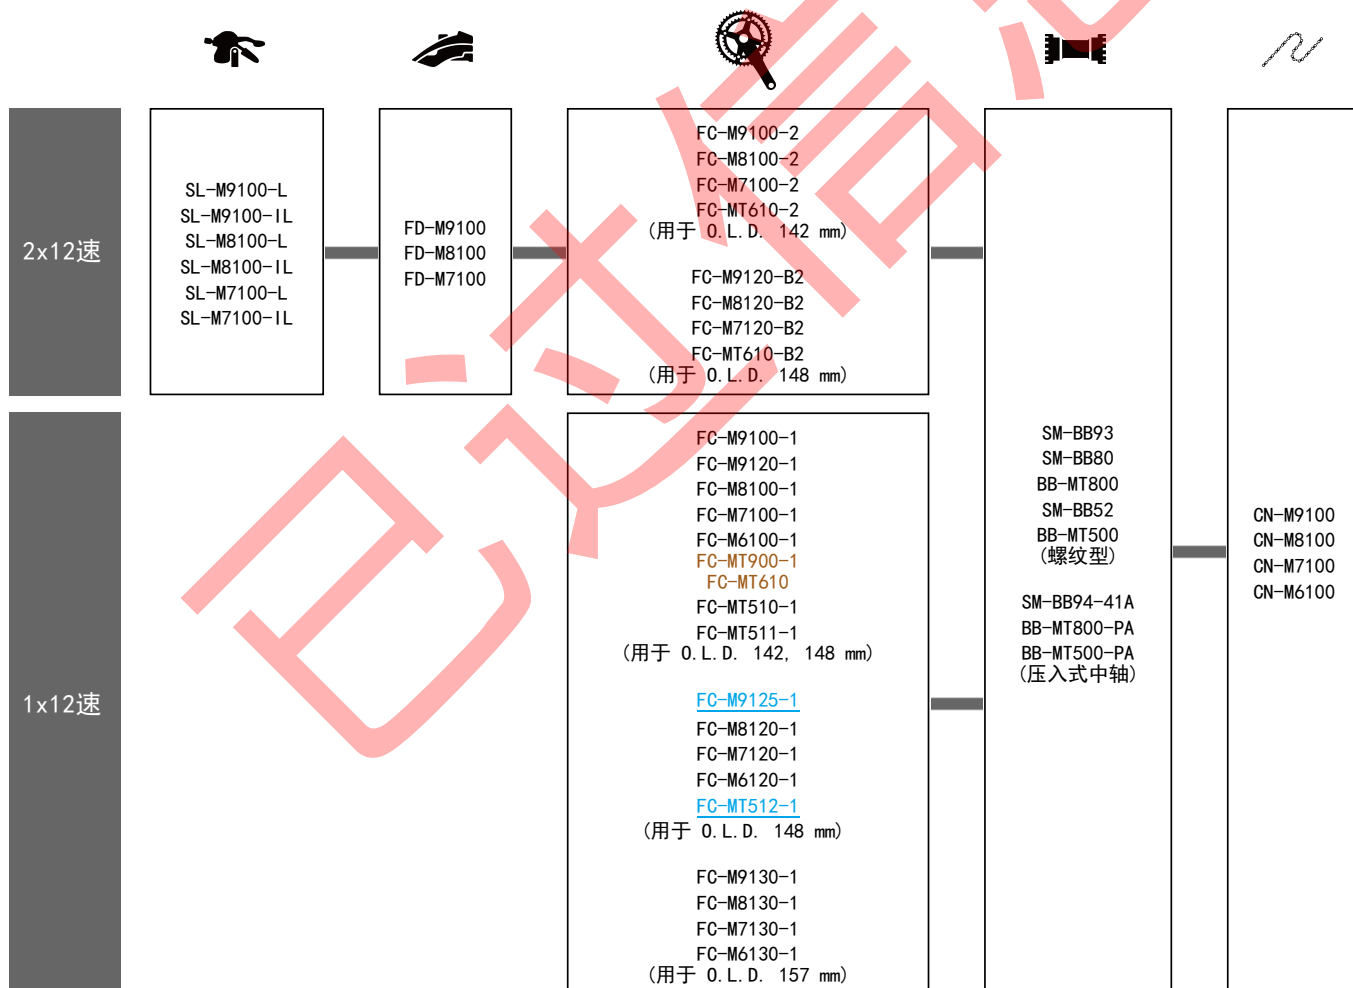 2x12速
SL-M9100-L
SL-M9100-IL
SL-M8100-L
SL-M8100-IL
SL-M7100-L
SL-M7100-IL
FD-M9100
FD-M8100
FD-M7100
FC-M9100-2
FC-M8100-2
FC-M7100-2
FC-MT610-2
(用于 O.L.D. 142 mm)
FC-M9120-B2
FC-M8120-B2
FC-M7120-B2
FC-MT610-B2
(用于 O.L.D. 148 mm)
1x12速
FC-M9100-1
FC-M9120-1
FC-M8100-1
FC-M7100-1
FC-M6100-1
FC-MT900-1
FC-MT610
FC-MT510-1
FC-MT511-1
(用于 O.L.D. 142, 148 mm)
FC-M9125-1
FC-M8120-1
FC-M7120-1
FC-M6120-1
FC-MT512-1
(用于 O.L.D. 148 mm)
FC-M9130-1
FC-M8130-1
FC-M7130-1
FC-M6130-1
(用于 O.L.D. 157 mm)
SM-BB93
SM-BB80
BB-MT800
SM-BB52
BB-MT500
(螺纹型)
SM-BB94-41A
BB-MT800-PA
BB-MT500-PA
(压入式中轴)
CN-M9100
CN-M8100
CN-M7100
CN-M6100
已过信